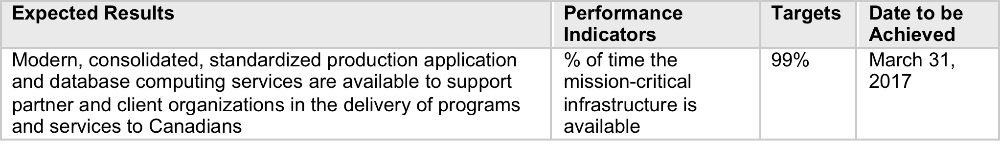 Expected Results
Performance
Indicators
Targets
Date to be
Achieved
Modern, consolidated, standardized production application
and database computing services are available to support
partner and client organizations in the delivery of programs
and services to Canadians
% of time the
mission-critical
infrastructure is
available
99%
March 31,
2017